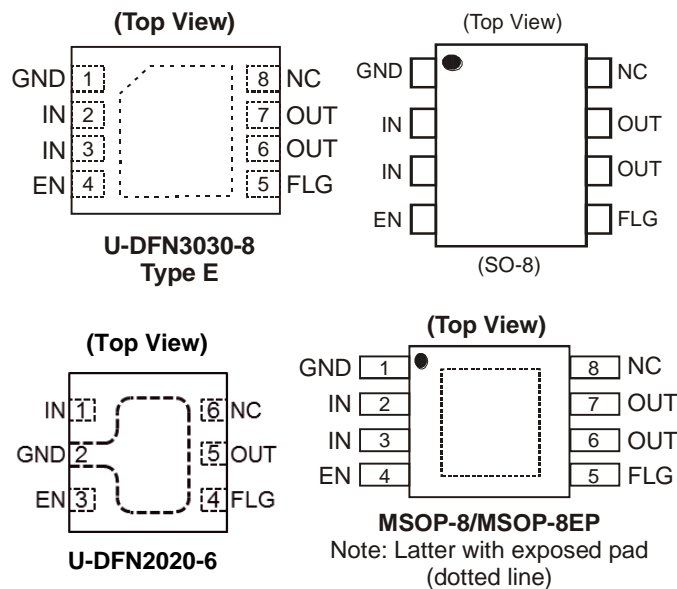 (Top View)
GND 1 8 NC
IN 2 7 OUT
IN 3 6 OUT
EN 4 5 FLG
U-DFN3030-8
Type E
(Top View)
GND NC
IN OUT
IN OUT
EN FLG
(SO-8)
(Top View)
IN 1 6 NC
GND 2 5 OUT
EN 3 4 FLG
U-DFN2020-6
(Top View)
GND 1 8 NC
IN 2 7 OUT
IN 3 6 OUT
EN 4 5 FLG
MSOP-8/MSOP-8EP
Note: Latter with exposed pad
(dotted line)